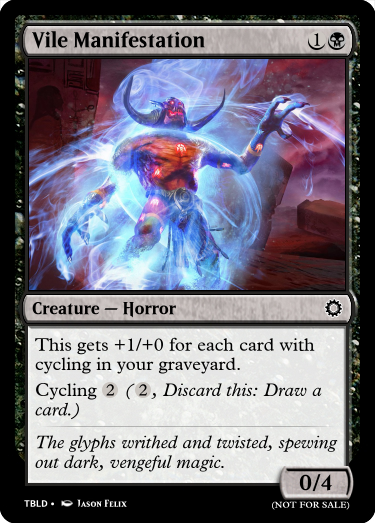 Vile Manifestation 1
Creature — Horror
This gets +1/+0 for each card with
cycling in your graveyard.
Cycling 2 ( 2, Discard this: Draw a
card.)
The glyphs writhed and twisted, spewing
out dark, vengeful magic.
0/4
TBLD • Jason Felix
(NOT FOR SALE)